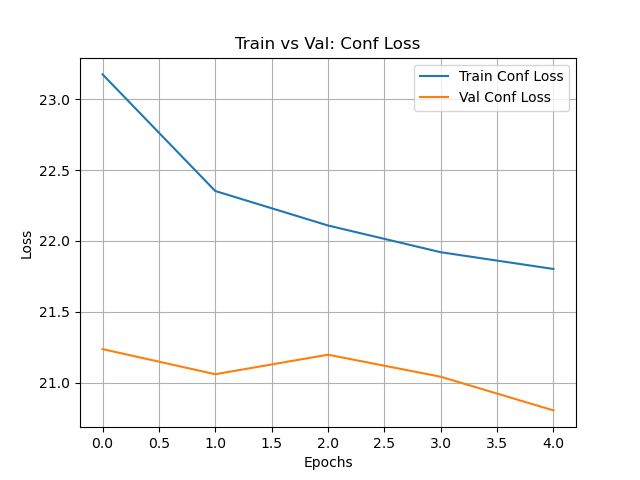 Train vs Val: Conf Loss
Train Conf Loss
Val Conf Loss
23.0
22.5
22.0
21.5
21.0
Loss
0.0 0.5 1.0 1.5 2.0 2.5 3.0 3.5 4.0
Epochs